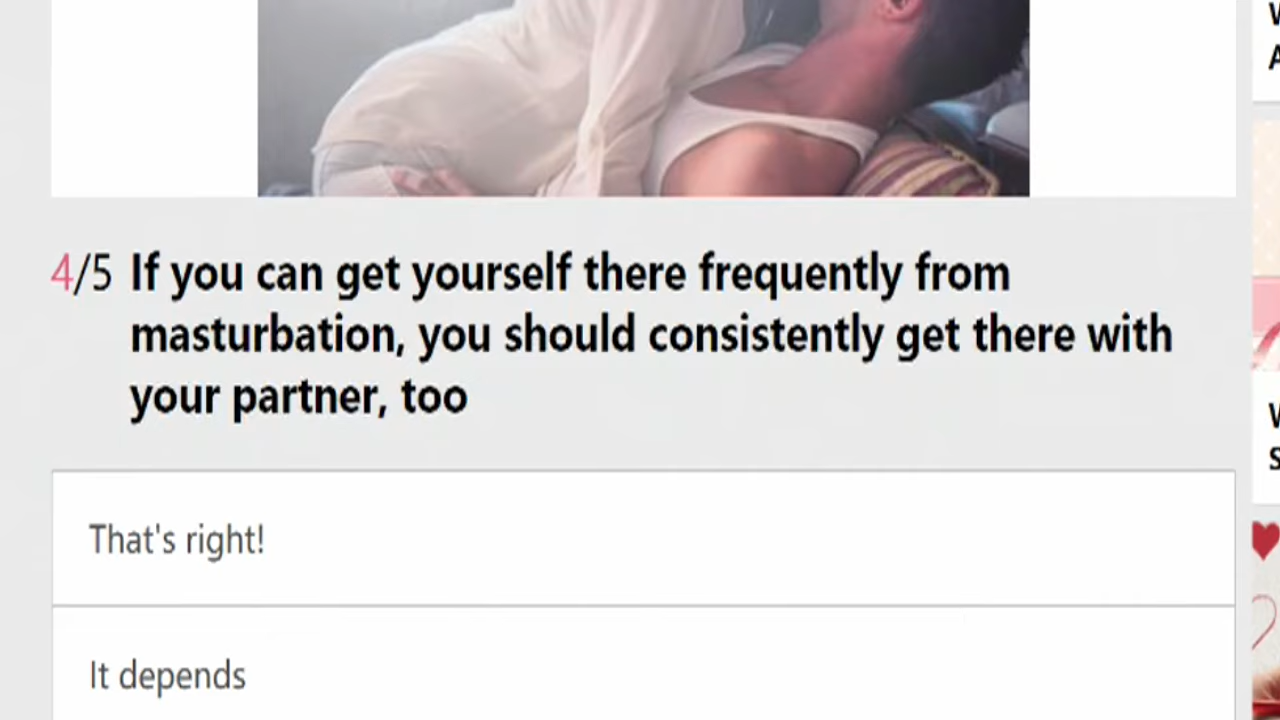 4/5 If you can get yourself there frequently from
masturbation, you should consistently get there with
your partner, too
That's right!
It depends